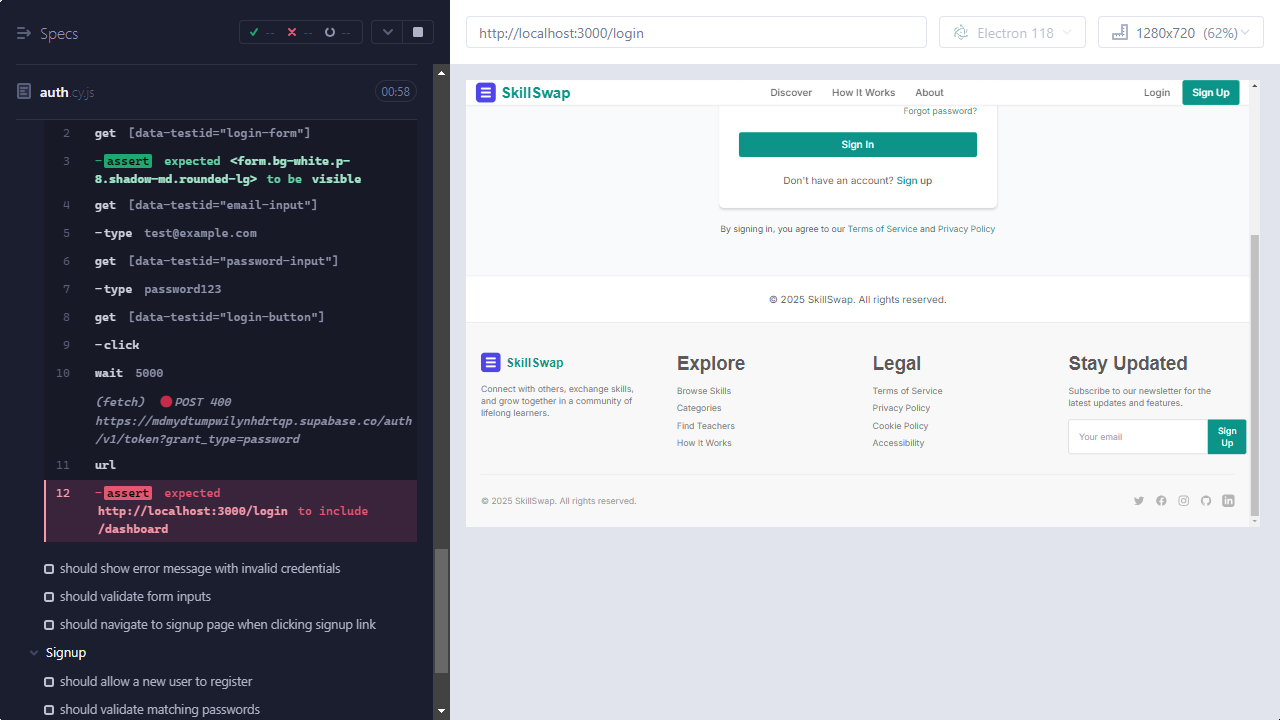 Specs
-- -- --
auth.cy.js
00:58
2 get [data-testid="login-form"]
3 -assert expected <form.bg-white.p-
8.shadow-md.rounded-lg> to be visible
4 get [data-testid="email-input"]
5 -type test@example.com
6 get [data-testid="password-input"]
7 -type password123
8 get [data-testid="login-button"]
9 -click
10 wait 5000
(fetch) POST 400
https://mdmydtumpwilynhdrtqp.supabase.co/auth
/v1/token?grant_type=password
11 url
12 -assert expected
http://localhost:3000/login to include
/dashboard
should show error message with invalid credentials
should validate form inputs
should navigate to signup page when clicking signup link
Signup
should allow a new user to register
should validate matching passwords
http://localhost:3000/login
Electron 118
1280x720 (62%)
SkillSwap
Discover How It Works About
Login Sign Up
Forgot password?
Sign In
Don't have an account? Sign up
By signing in, you agree to our Terms of Service and Privacy Policy
© 2025 SkillSwap. All rights reserved.
SkillSwap
Connect with others, exchange skills,
and grow together in a community of
lifelong learners.
Explore
Browse Skills
Categories
Find Teachers
How It Works
Legal
Terms of Service
Privacy Policy
Cookie Policy
Accessibility
Stay Updated
Subscribe to our newsletter for the
latest updates and features.
Your email
Sign
Up
© 2025 SkillSwap. All rights reserved.